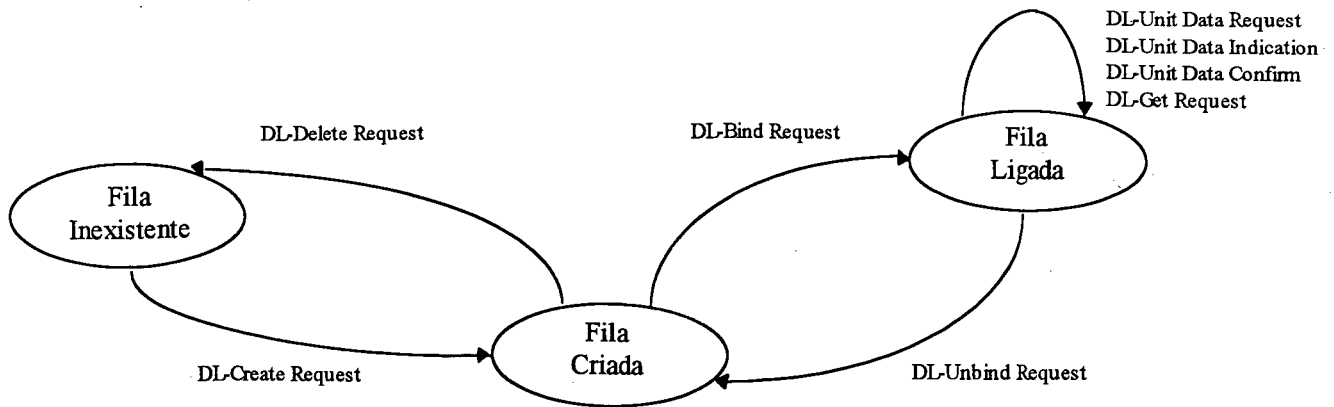 DL-Unit Data Request
DL-Unit Data Indication
DL-Unit Data Confirm
DL-Get Request
DL-Delete Request
DL-Bind Request
Fila
Ligada
Fila
Inexistente
Fila
Criada
DL-Create Request
DL-Unbind Request